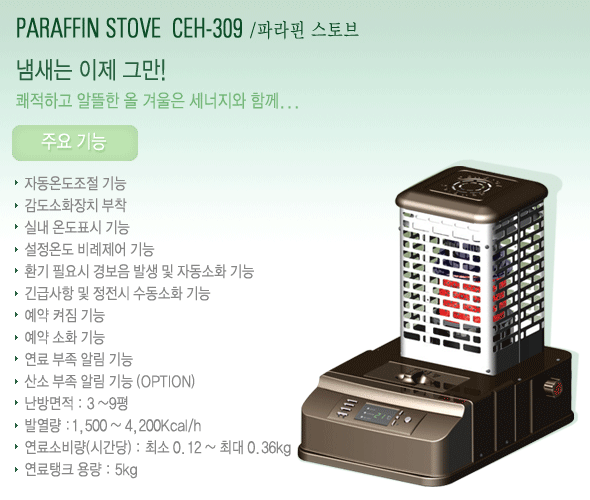 PARAFFIN STOVE CEH-309 /파라핀 스토브
냄새는 이제 그만!
쾌적하고 알뜰한 올 겨울은 세너지와 함께...
주요 기능
자동온도조절 기능
감도소화장치 부착
실내 온도표시 기능
설정온도 비례제어 기능
환기 필요시 경보음 발생 및 자동소화 기능
긴급사항 및 정전시 수동소화 기능
예약 켜짐 기능
예약 소화 기능
연료 부족 알림 기능
산소 부족 알림 기능 (OPTION)
난방면적 : 3 ~9평
발열량 : 1,500 ~ 4,200Kcal/h
연료소비량(시간당) : 최소 0.12 ~ 최대 0.36kg
연료탱크 용량 : 5kg